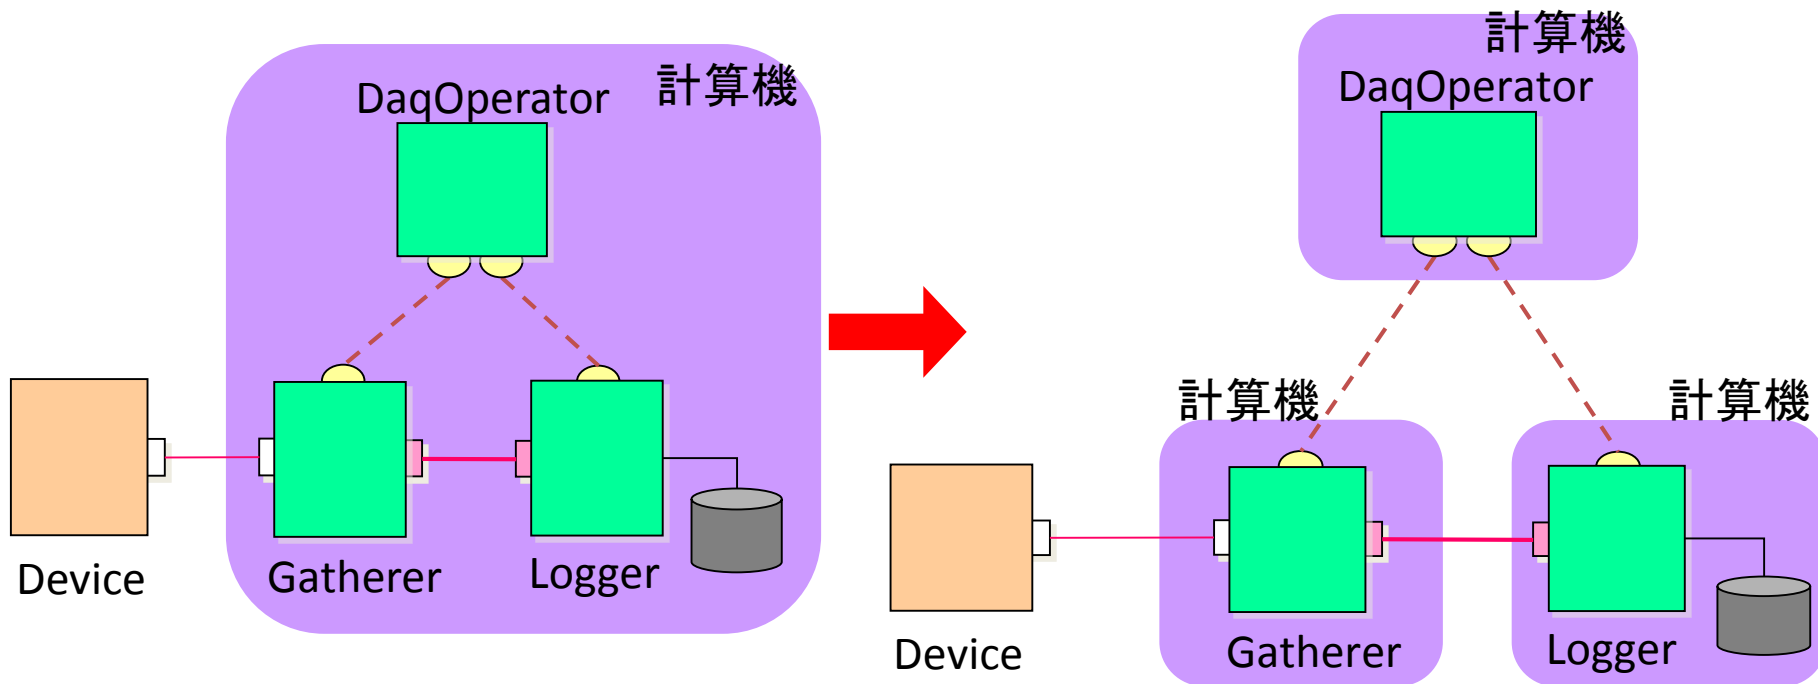 計算機
DaqOperator
Device
Gatherer
Logger
計算機
DaqOperator
計算機
計算機
Device
Gatherer
Logger